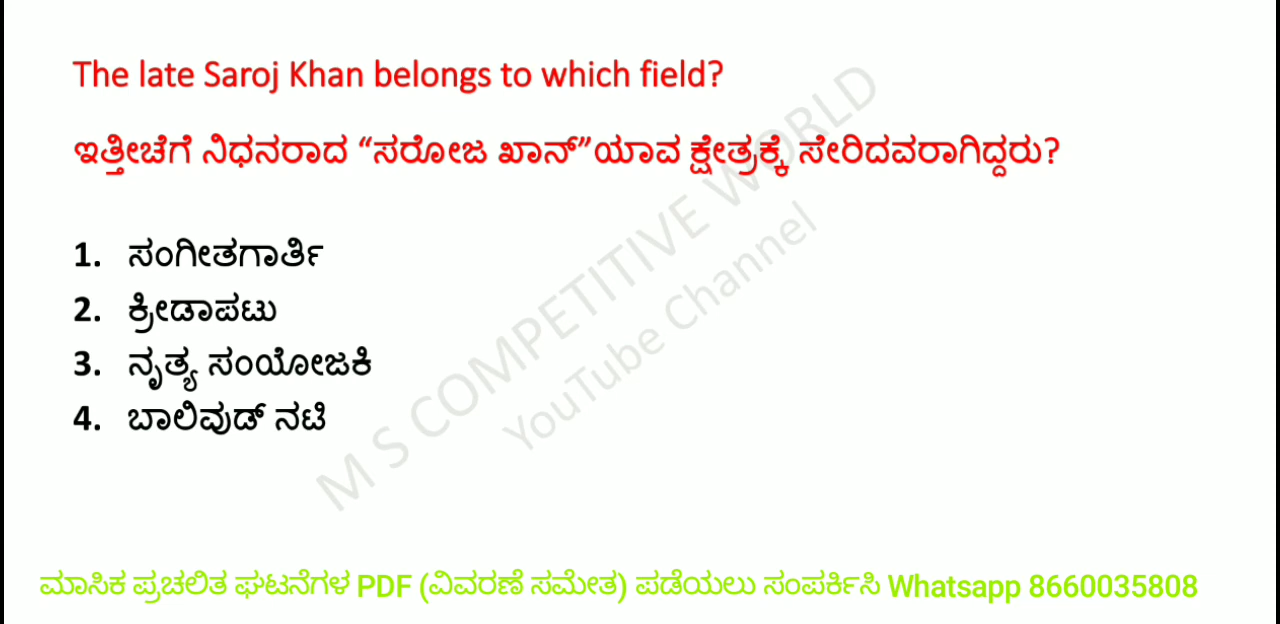 The late Saroj Khan belongs to which field?
ಇತ್ತೀಚೆಗೆ ನಿಧನರಾದ “ಸರೋಜ ಖಾನ್”ಯಾವ ಕ್ಷೇತ್ರಕ್ಕೆ ಸೇರಿದವರಾಗಿದ್ದರು?
1. ಸಂಗೀತಗಾರ್ತಿ
2. ಕ್ರೀಡಾಪಟು
3. ನೃತ್ಯ ಸಂಯೋಜಕಿ
4. ಬಾಲಿವುಡ್ ನಟಿ
M S COMPETITIVE WORLD
YouTube Channel
ಮಾಸಿಕ ಪ್ರಚಲಿತ ಘಟನೆಗಳ PDF (ವಿವರಣೆ ಸಮೇತ) ಪಡೆಯಲು ಸಂಪರ್ಕಿಸಿ Whatsapp 8660035808